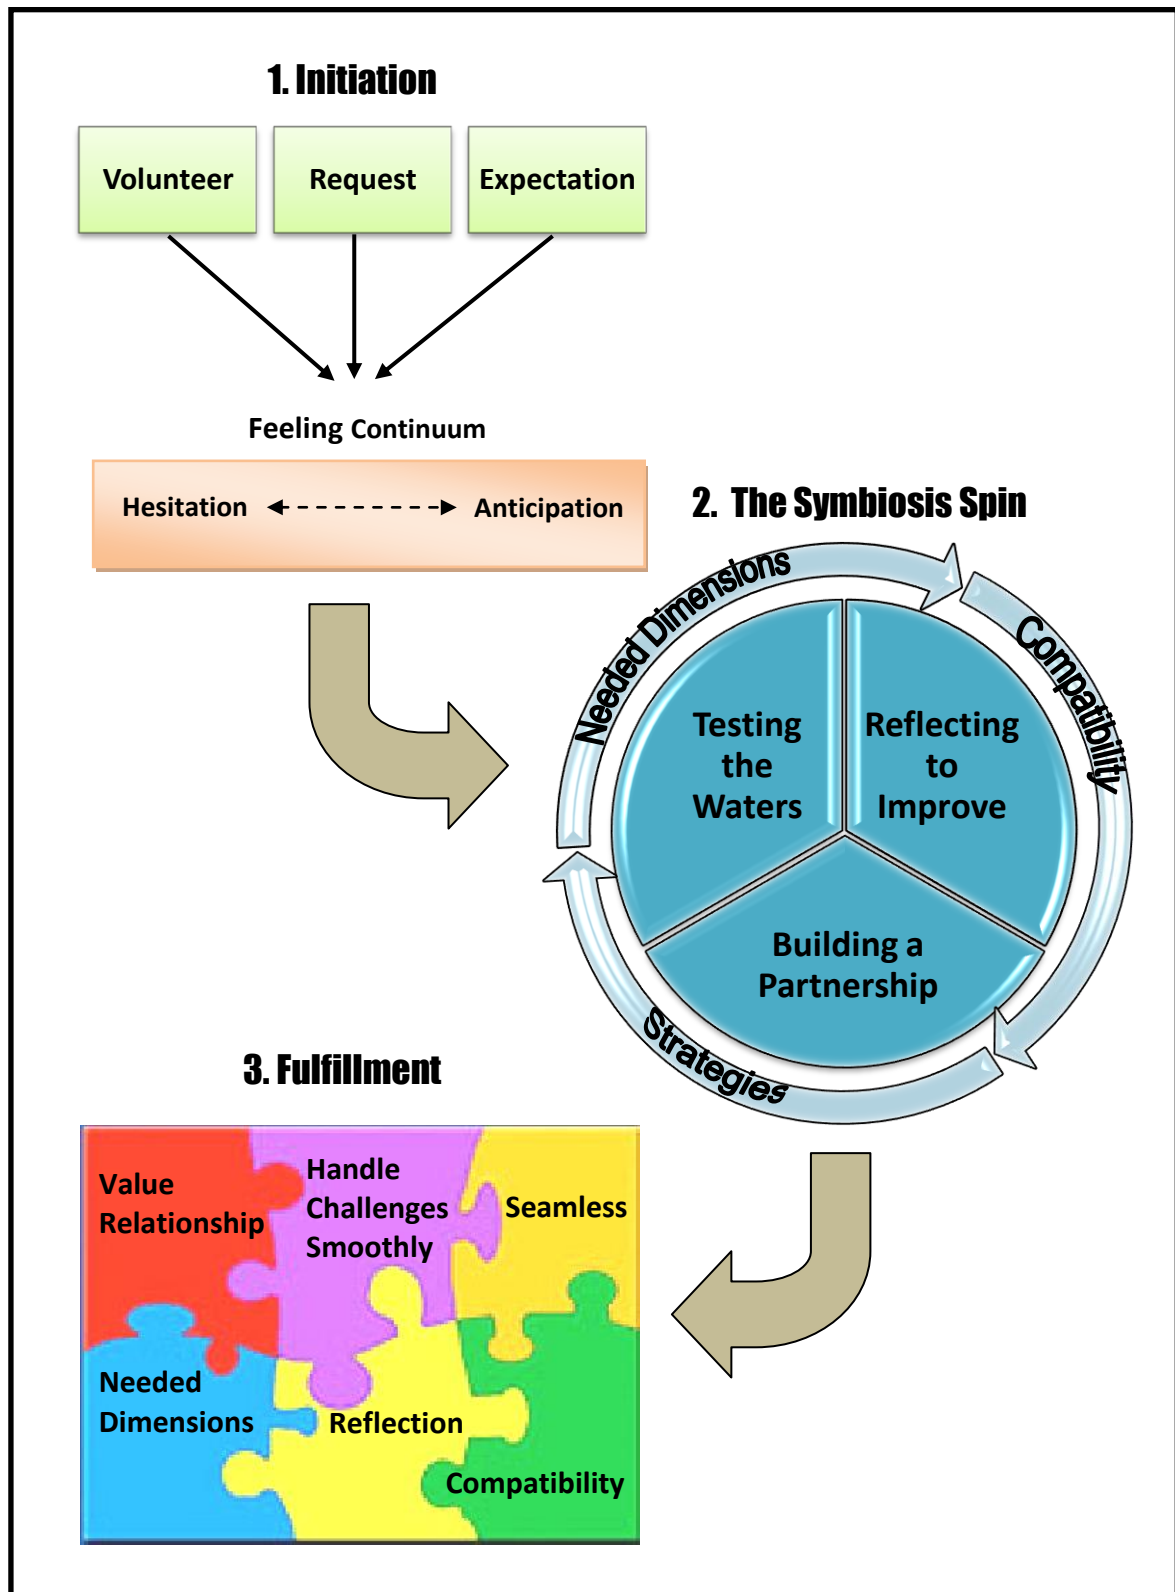 1. Initiation
Volunteer
Request
Expectation
Feeling Continuum
Hesitation
Anticipation
2. The Symbiosis Spin
Needed Dimensions
Compatibility
Strategies
Testing
the
Waters
Reflecting
to
Improve
Building a
Partnership
3. Fulfillment
Value
Relationship
Handle
Challenges
Smoothly
Seamless
Needed
Dimensions
Reflection
Compatibility